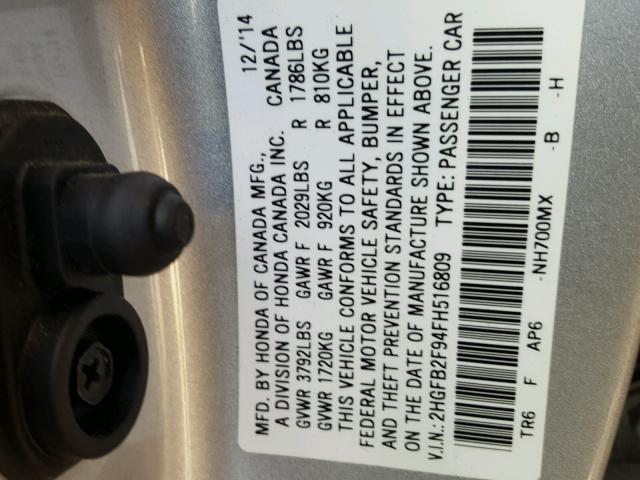 12/'14
MFD. BY HONDA OF CANADA MFG.,
A DIVISION OF HONDA CANADA INC. CANADA
GVWR 3792LBS GAWR F 2029LBS R 1786LBS
GVWR 1720KG GAWR F 920KG R 810KG
THIS VEHICLE CONFORMS TO ALL APPLICABLE
FEDERAL MOTOR VEHICLE SAFETY, BUMPER,
AND THEFT PREVENTION STANDARDS IN EFFECT
ON THE DATE OF MANUFACTURE SHOWN ABOVE.
V.I.N.: 2HGFB2F94FH516809 TYPE: PASSENGER CAR
TR6 F AP6 -NH700MX -B -H